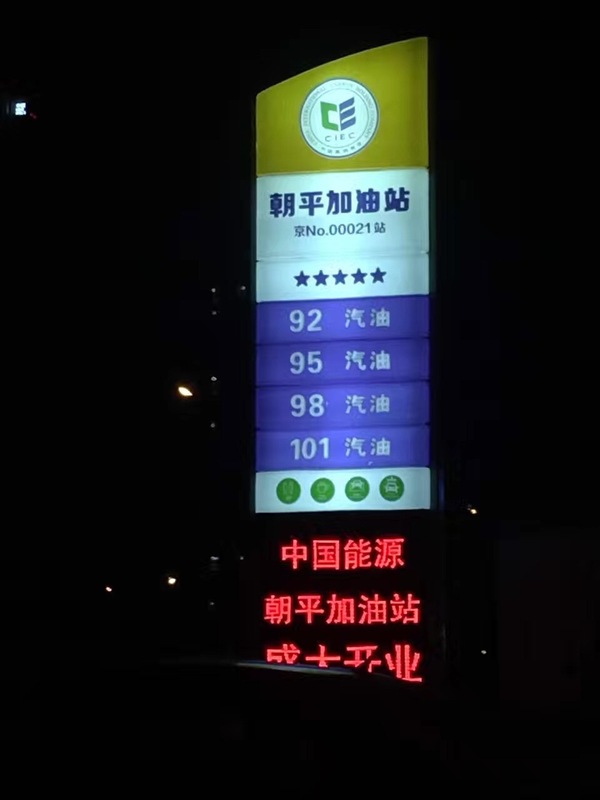 CE
CIEC
朝平加油站
京No.00021站
92 汽油
95 汽油
98 汽油
101 汽油
中国能源
朝平加油站
盛大开业